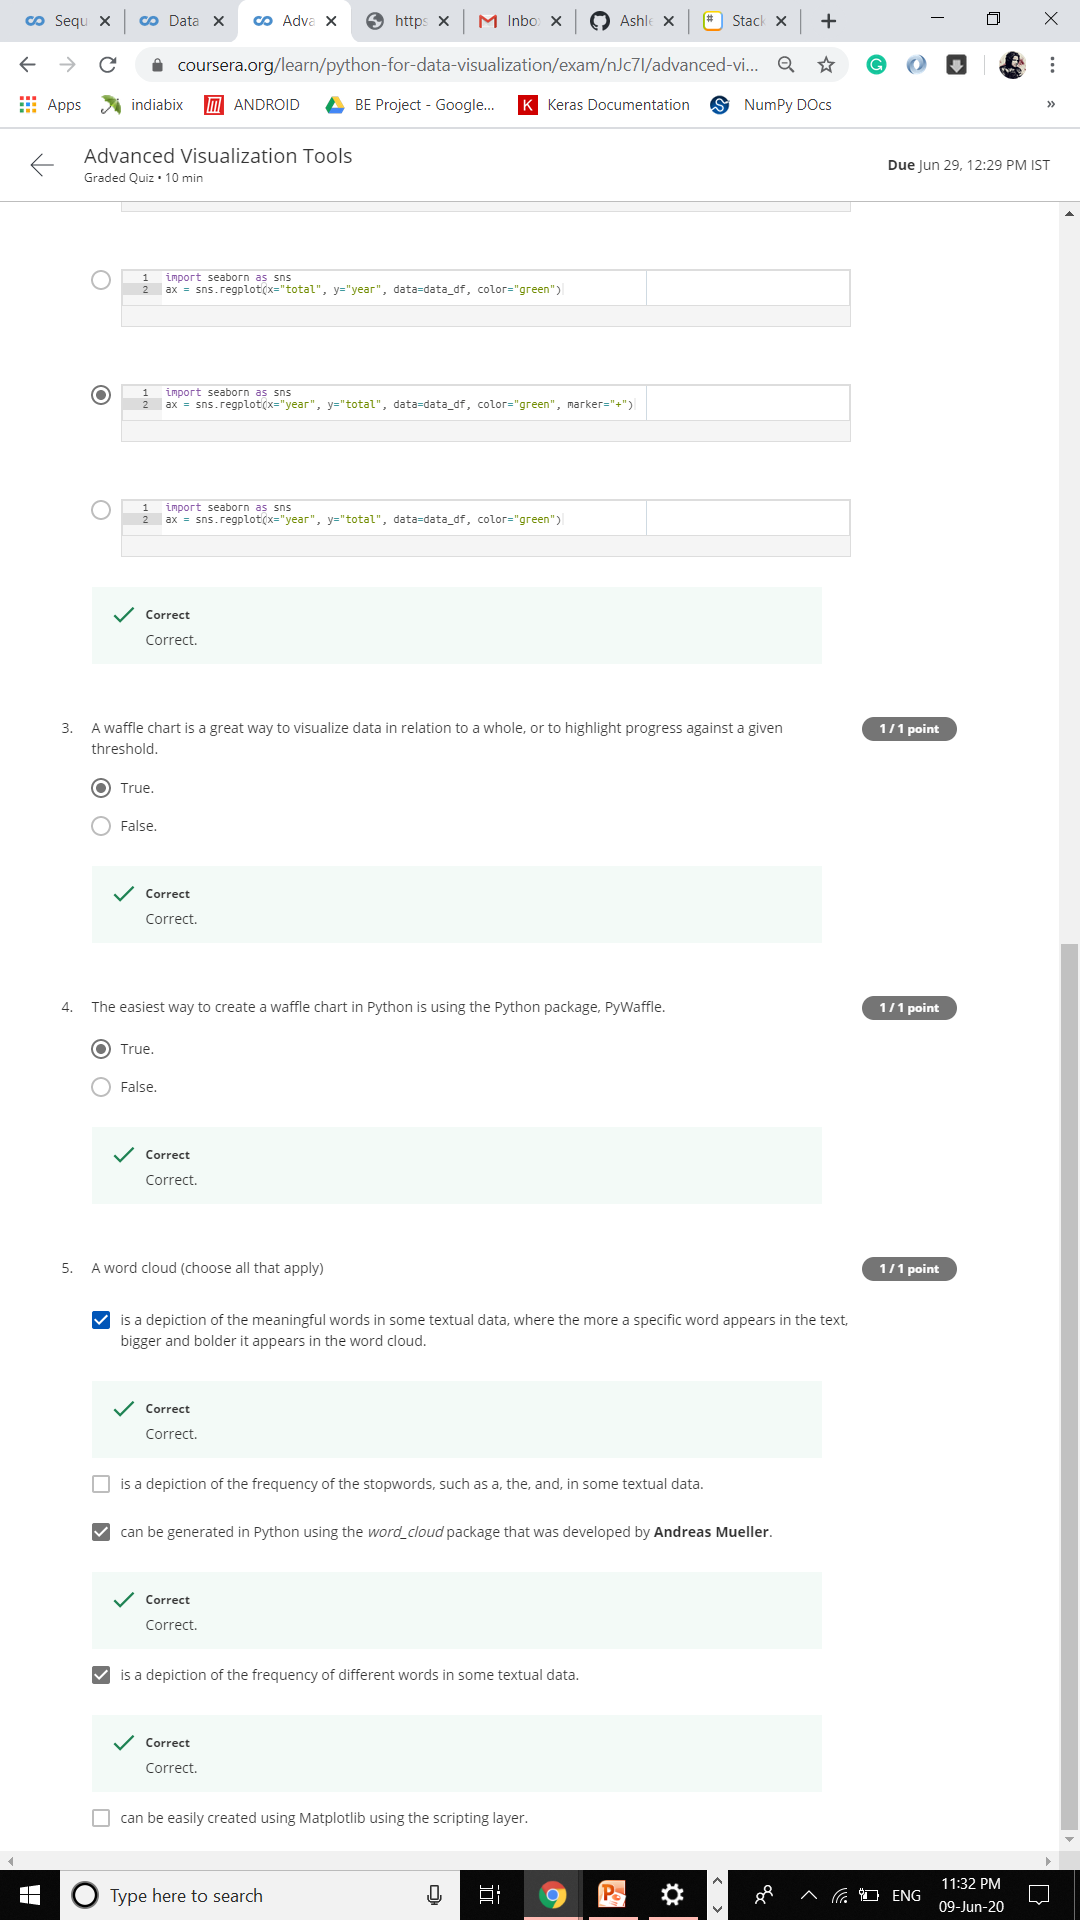 Sequ
Data
Adva
https
Inbo
Ashle
Stack
coursera.org/learn/python-for-data-visualization/exam/nJc7I/advanced-vi...
Apps
indiabix
ANDROID
BE Project - Google...
K
Keras Documentation
NumPy DOcs
»
Advanced Visualization Tools
Graded Quiz • 10 min
Due Jun 29, 12:29 PM IST
1 import seaborn as sns
2 ax = sns.regplot(x="total", y="year", data=data_df, color="green")
1 import seaborn as sns
2 ax = sns.regplot(x="year", y="total", data=data_df, color="green", marker="+")
1 import seaborn as sns
2 ax = sns.regplot(x="year", y="total", data=data_df, color="green")
Correct
Correct.
3. A waffle chart is a great way to visualize data in relation to a whole, or to highlight progress against a given
threshold.
1 / 1 point
True.
False.
Correct
Correct.
4. The easiest way to create a waffle chart in Python is using the Python package, PyWaffle.
1 / 1 point
True.
False.
Correct
Correct.
5. A word cloud (choose all that apply)
1 / 1 point
is a depiction of the meaningful words in some textual data, where the more a specific word appears in the text,
bigger and bolder it appears in the word cloud.
Correct
Correct.
is a depiction of the frequency of the stopwords, such as a, the, and, in some textual data.
can be generated in Python using the word_cloud package that was developed by Andreas Mueller.
Correct
Correct.
is a depiction of the frequency of different words in some textual data.
Correct
Correct.
can be easily created using Matplotlib using the scripting layer.
Type here to search
ENG
11:32 PM
09-Jun-20